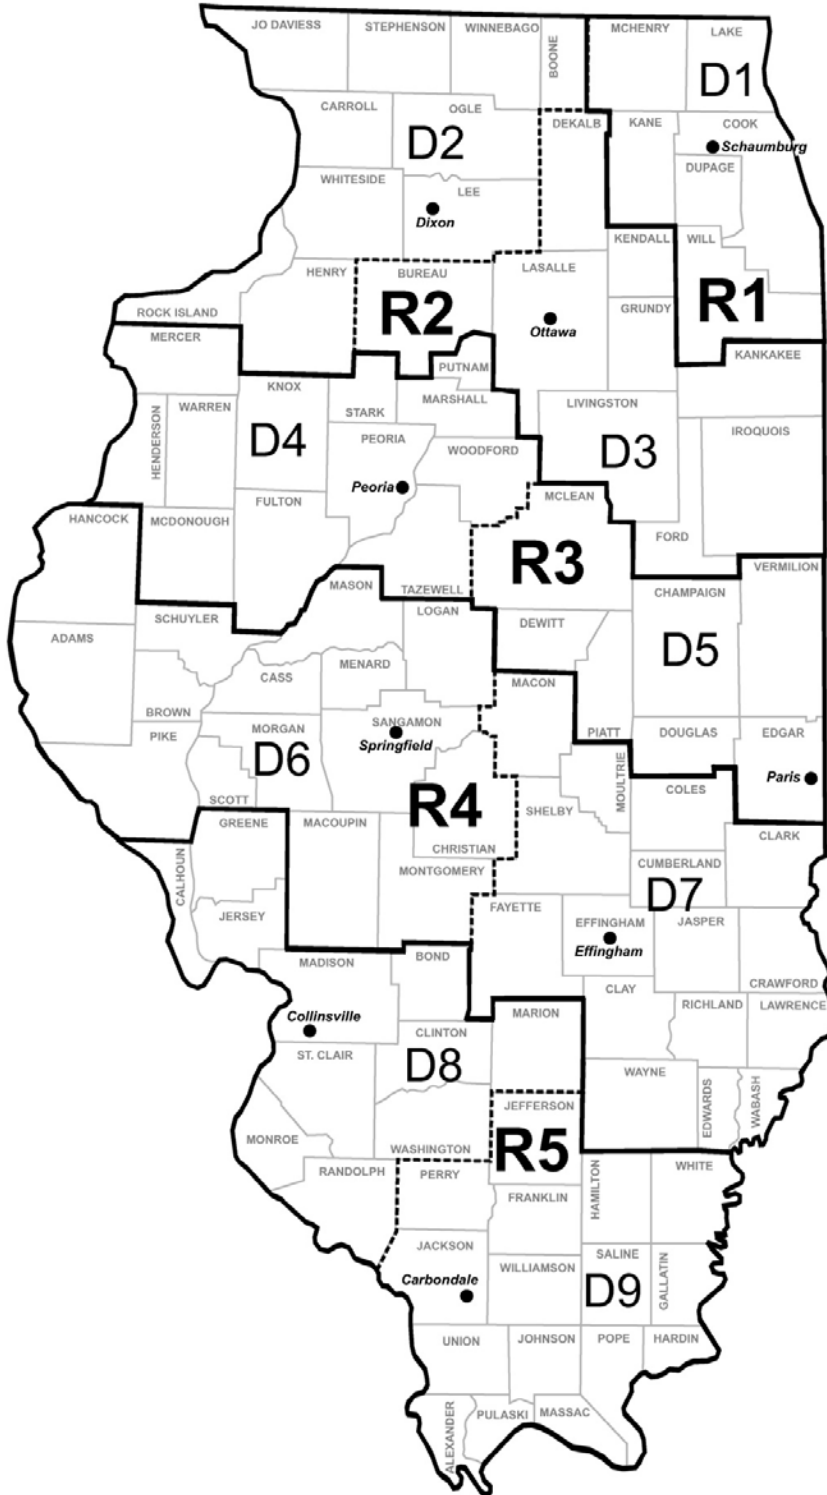 JO DAVIESS
STEPHENSON
WINNEBAGO
BOONE
MCHENRY
LAKE
D1
CARROLL
OGLE
D2
DEKALB
KANE
COOK
Schaumburg
DUPAGE
WHITESIDE
LEE
Dixon
KENDALL
WILL
HENRY
BUREAU
LASALLE
R1
R2
ROCK ISLAND
GRUNDY
Ottawa
MERCER
KANKAKEE
PUTNAM
KNOX
MARSHALL
STARK
WARREN
HENDERSON
LIVINGSTON
D4
PEORIA
IROQUOIS
WOODFORD
D3
Peoria
MCLEAN
FULTON
HANCOCK
MCDONOUGH
FORD
R3
VERMILION
MASON
TAZEWELL
CHAMPAIGN
LOGAN
SCHUYLER
DEWITT
ADAMS
D5
MENARD
CASS
MACON
BROWN
SANGAMON
PIKE
MORGAN
Springfield
PIATT
DOUGLAS
EDGAR
D6
MOULTRIE
Paris
COLES
SCOTT
R4
SHELBY
GREENE
MACOUPIN
CLARK
CHRISTIAN
CALHOUN
MONTGOMERY
CUMBERLAND
D7
FAYETTE
JERSEY
EFFINGHAM
JASPER
Effingham
BOND
MADISON
CLAY
CRAWFORD
RICHLAND
LAWRENCE
Collinsville
MARION
CLINTON
ST. CLAIR
D8
WAYNE
EDWARDS
WABASH
JEFFERSON
MONROE
WASHINGTON
R5
RANDOLPH
PERRY
HAMILTON
WHITE
FRANKLIN
JACKSON
SALINE
WILLIAMSON
GALLATIN
Carbondale
D9
UNION
JOHNSON
POPE
HARDIN
ALEXANDER
PULASKI
MASSAC